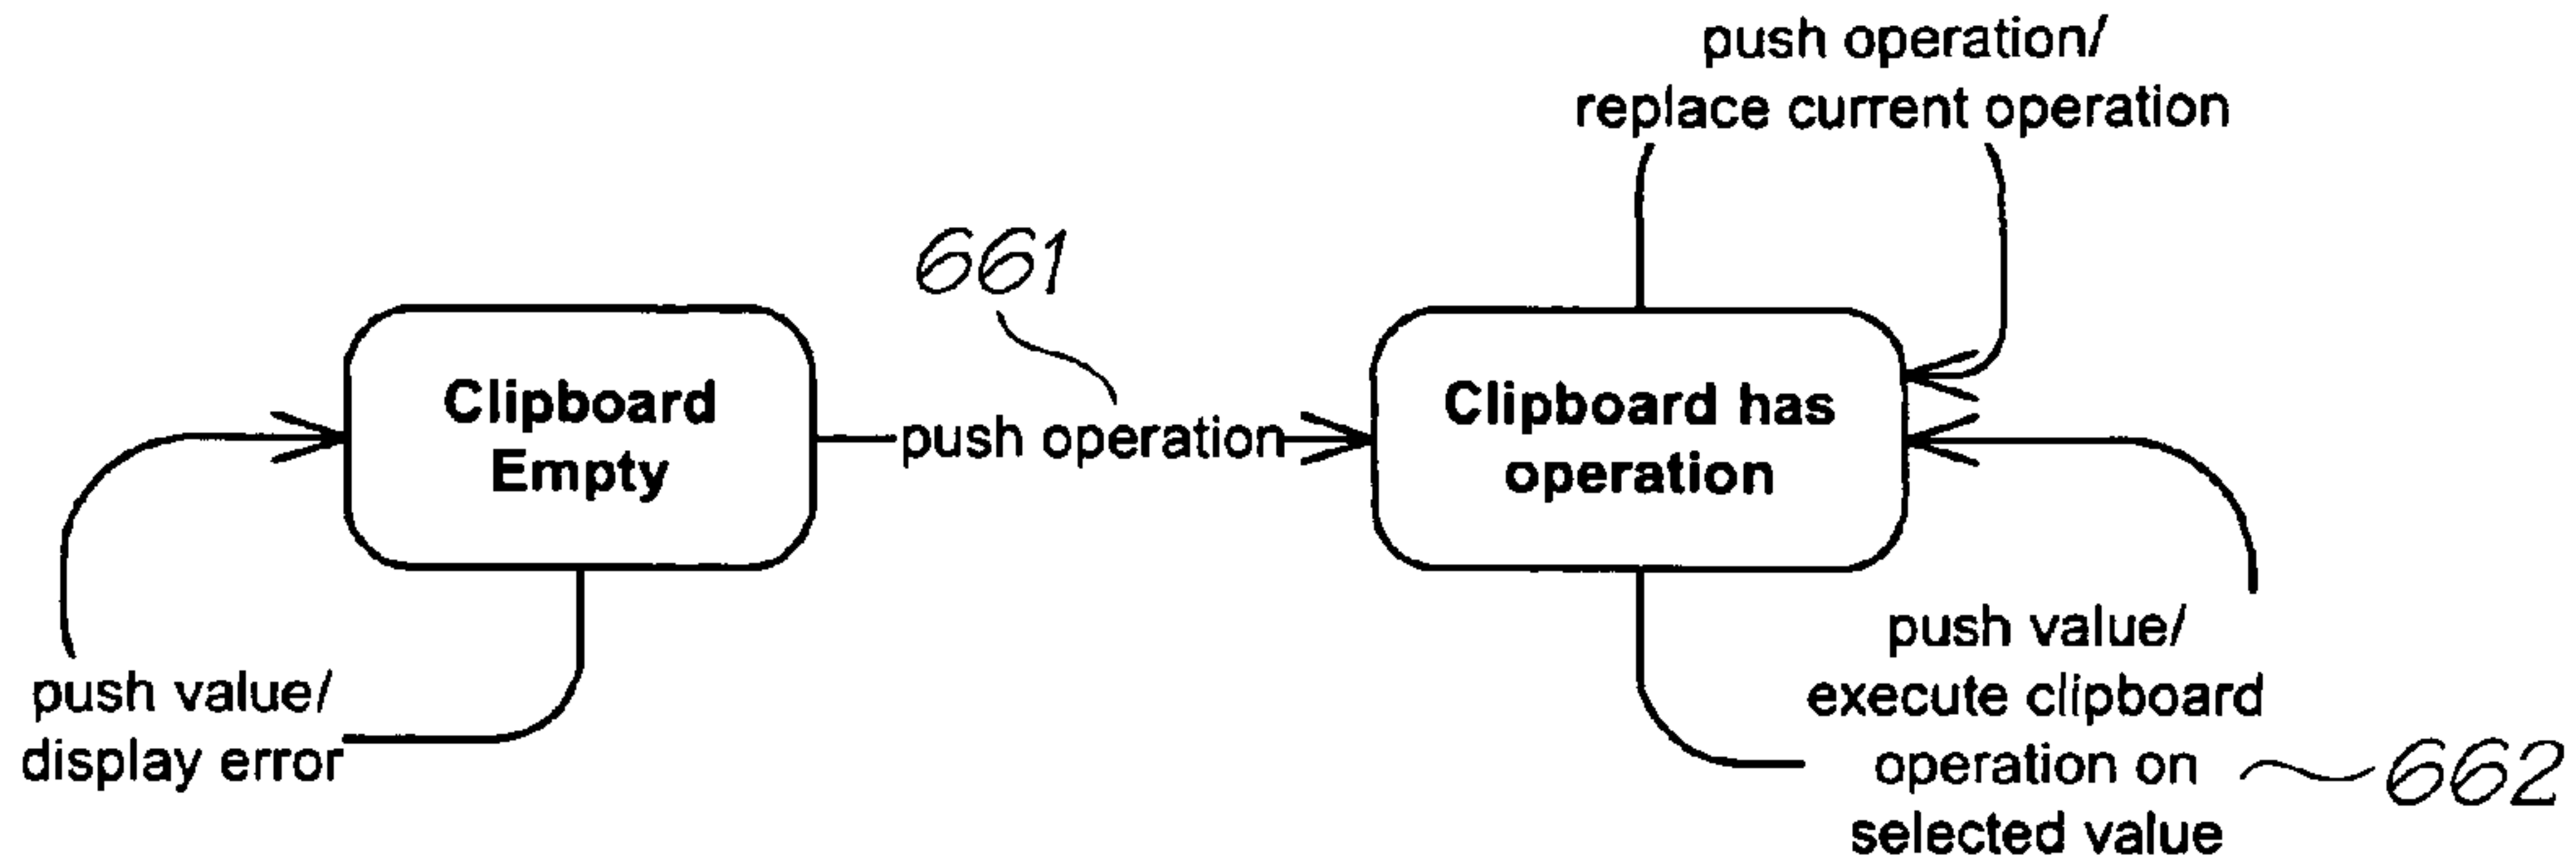 push operation/
replace current operation
661
Clipboard
Empty
push operation
Clipboard has
operation
push value/
display error
push value/
execute clipboard
operation on
selected value
662